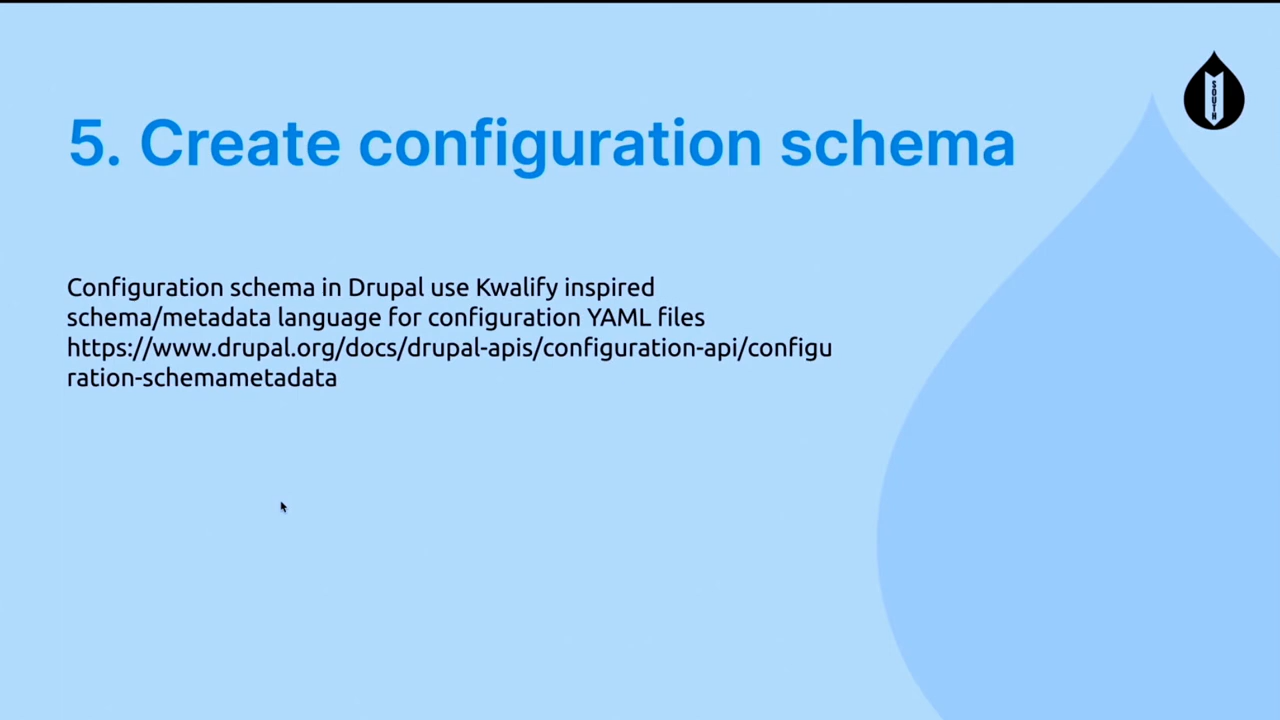 SOUTH
5. Create configuration schema
Configuration schema in Drupal use Kwalify inspired
schema/metadata language for configuration YAML files
https://www.drupal.org/docs/drupal-apis/configuration-api/configu
ration-schemametadata